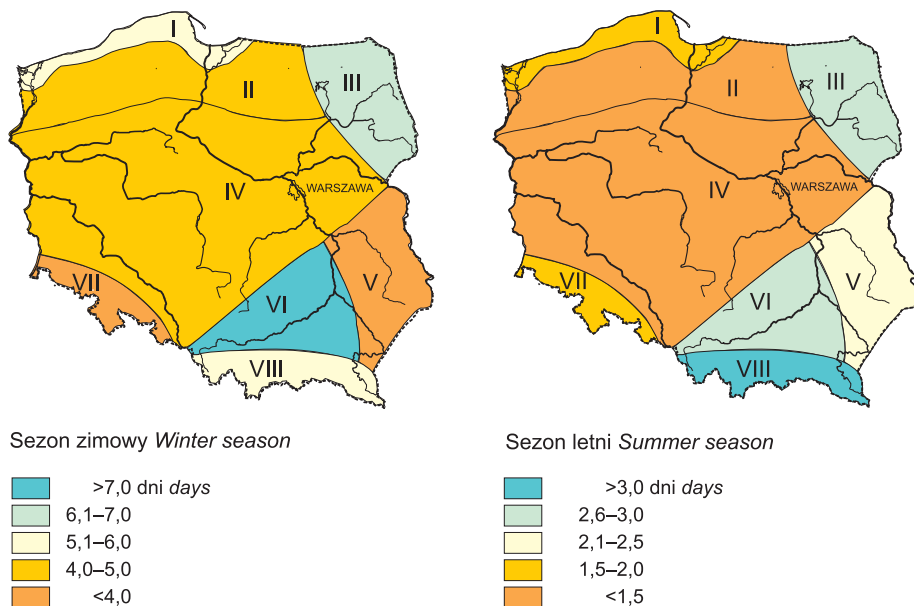 I
II
III
WARSZAWA
IV
V
VII
VI
VIII
Sezon zimowy Winter season
>7,0 dni days
6,1–7,0
5,1–6,0
4,0–5,0
<4,0
I
II
III
WARSZAWA
IV
V
VII
VI
VIII
Sezon letni Summer season
>3,0 dni days
2,6–3,0
2,1–2,5
1,5–2,0
<1,5